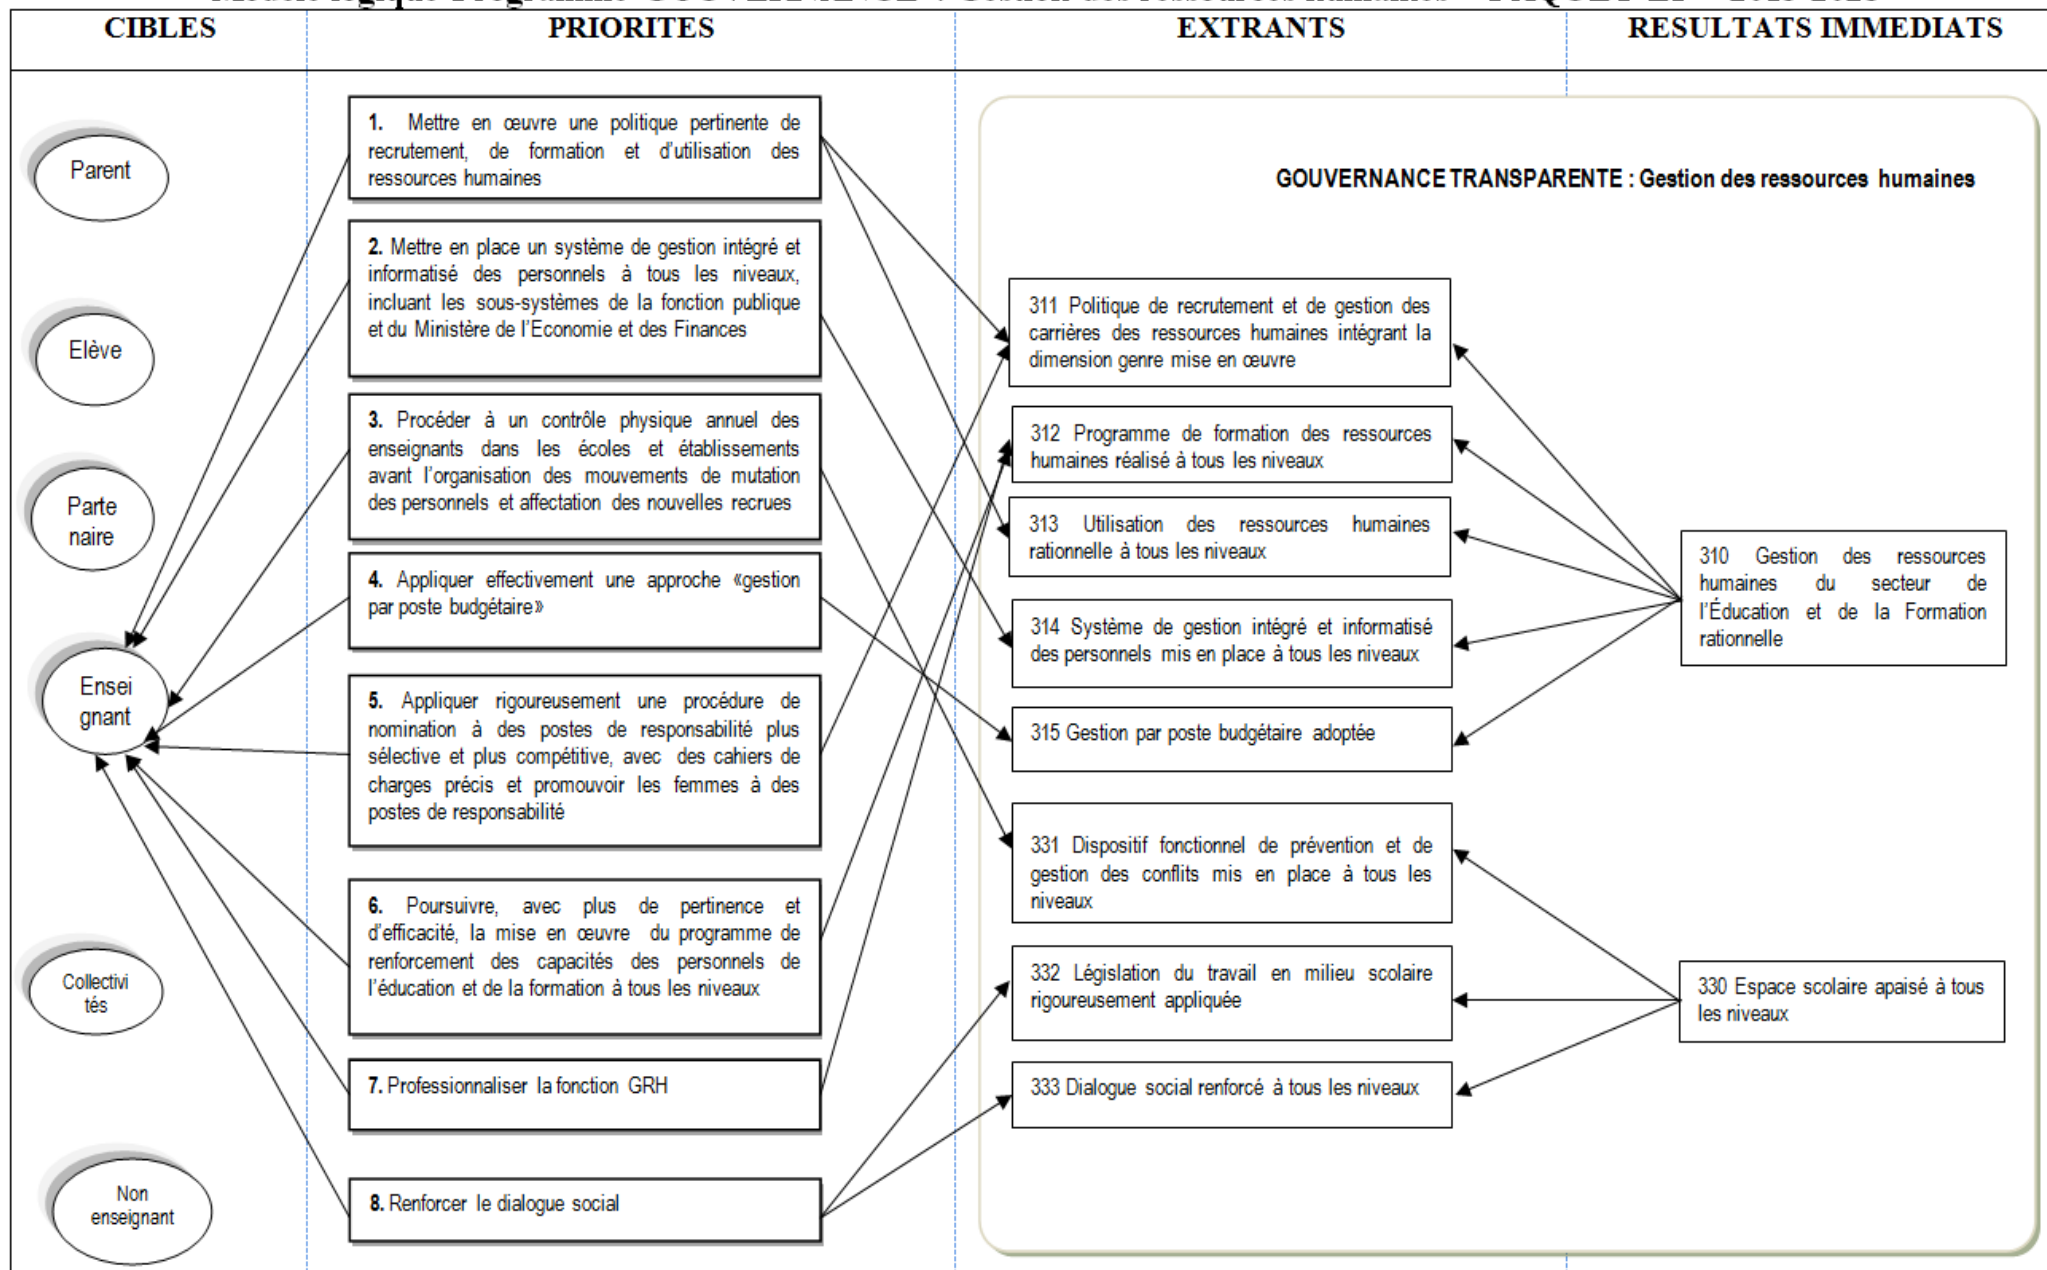 CIBLES
PRIORITES
EXTRANTS
RESULTATS IMMEDIATS
Parent
Elève
Parte
naire
Ensei
gnant
Collectivi
tés
Non
enseignant
1. Mettre en œuvre une politique pertinente de
recrutement, de formation et d’utilisation des
ressources humaines
2. Mettre en place un système de gestion intégré et
informatisé des personnels à tous les niveaux,
incluant les sous-systèmes de la fonction publique
et du Ministère de l’Economie et des Finances
3. Procéder à un contrôle physique annuel des
enseignants dans les écoles et établissements
avant l’organisation des mouvements de mutation
des personnels et affectation des nouvelles recrues
4. Appliquer effectivement une approche «gestion
par poste budgétaire»
5. Appliquer rigoureusement une procédure de
nomination à des postes de responsabilité plus
sélective et plus compétitive, avec des cahiers de
charges précis et promouvoir les femmes à des
postes de responsabilité
6. Poursuivre, avec plus de pertinence et
d’efficacité, la mise en œuvre du programme de
renforcement des capacités des personnels de
l’éducation et de la formation à tous les niveaux
7. Professionnaliser la fonction GRH
8. Renforcer le dialogue social
GOUVERNANCE TRANSPARENTE : Gestion des ressources humaines
311 Politique de recrutement et de gestion des
carrières des ressources humaines intégrant la
dimension genre mise en œuvre
312 Programme de formation des ressources
humaines réalisé à tous les niveaux
313 Utilisation des ressources humaines
rationnelle à tous les niveaux
314 Système de gestion intégré et informatisé
des personnels mis en place à tous les niveaux
315 Gestion par poste budgétaire adoptée
331 Dispositif fonctionnel de prévention et de
gestion des conflits mis en place à tous les
niveaux
332 Législation du travail en milieu scolaire
rigoureusement appliquée
333 Dialogue social renforcé à tous les niveaux
310 Gestion des ressources
humaines du secteur de
l’Éducation et de la Formation
rationnelle
330 Espace scolaire apaisé à tous
les niveaux